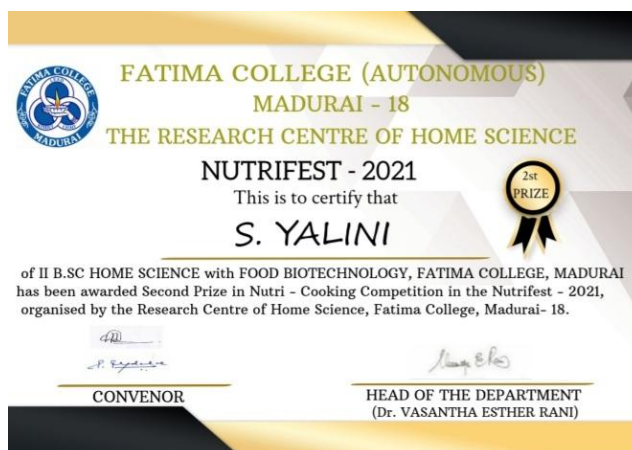 FATIMA COLLEGE
MADURAI
FATIMA COLLEGE (AUTONOMOUS)
MADURAI - 18
THE RESEARCH CENTRE OF HOME SCIENCE
NUTRIFEST - 2021
This is to certify that
2st
PRIZE
S. YALINI
of II B.SC HOME SCIENCE with FOOD BIOTECHNOLOGY, FATIMA COLLEGE, MADURAI
has been awarded Second Prize in Nutri - Cooking Competition in the Nutrifest - 2021,
organised by the Research Centre of Home Science, Fatima College, Madurai- 18.
CONVENOR
HEAD OF THE DEPARTMENT
(Dr. VASANTHA ESTHER RANI)